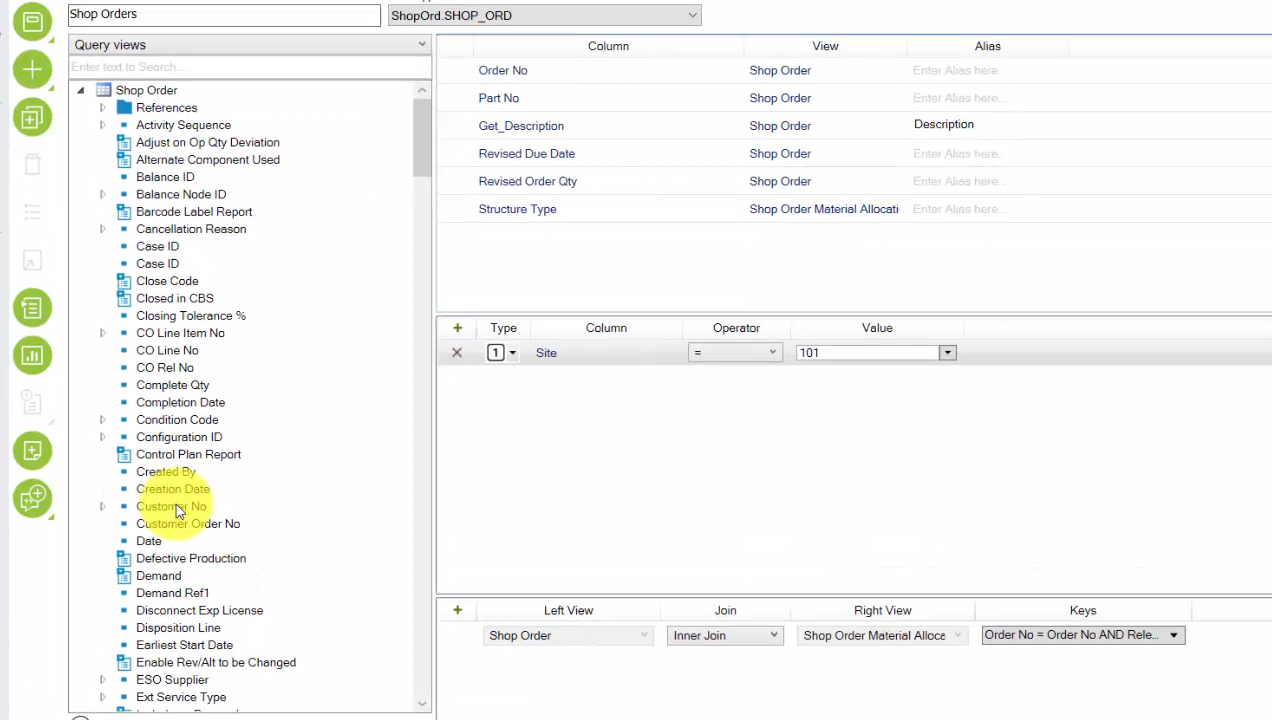 Shop Orders
ShopOrd.SHOP_ORD
Query views
Enter text to Search...
Shop Order
References
Activity Sequence
Adjust on Op Qty Deviation
Alternate Component Used
Balance ID
Balance Node ID
Barcode Label Report
Cancellation Reason
Case ID
Case ID
Close Code
Closed in CBS
Closing Tolerance %
CO Line Item No
CO Line No
CO Rel No
Complete Qty
Completion Date
Condition Code
Configuration ID
Control Plan Report
Created By
Creation Date
Customer No
Customer Order No
Date
Defective Production
Demand
Demand Ref1
Disconnect Exp License
Disposition Line
Earliest Start Date
Enable Rev/Alt to be Changed
ESO Supplier
Ext Service Type
Column View Alias
Order No Shop Order Enter Alias here...
Part No Shop Order Enter Alias here...
Get_Description Shop Order Description
Revised Due Date Shop Order Enter Alias here...
Revised Order Qty Shop Order Enter Alias here...
Structure Type Shop Order Material Allocati Enter Alias here...
+ Type Column Operator Value
1 Site = 101
+ Left View Join Right View Keys
Shop Order Inner Join Shop Order Material Alloca Order No = Order No AND Rele...